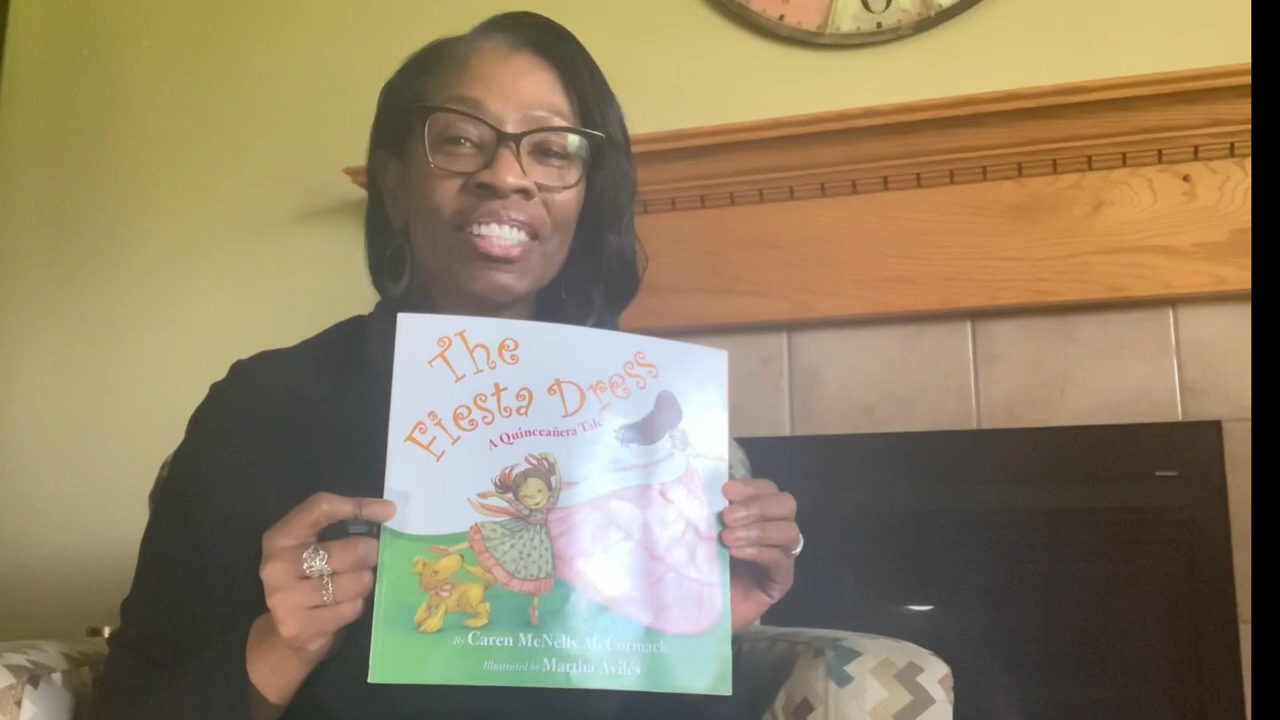 The
Fiesta Dress
A Quinceañera Tale
By Caren McNelly McCormack
Illustrated by Martha Avilés